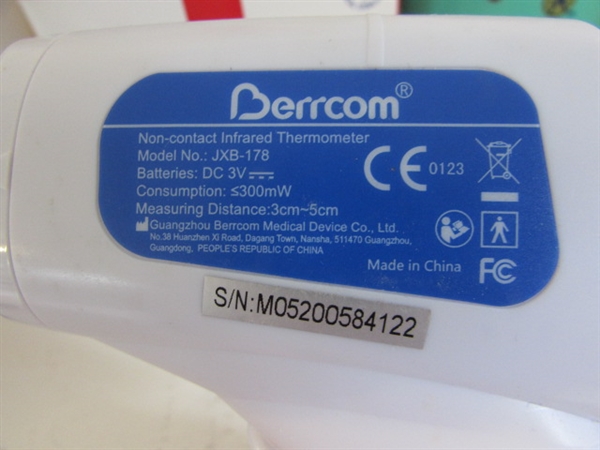 Berrcom®
Non-contact Infrared Thermometer
Model No.: JXB-178
Batteries: DC 3V
Consumption: ≤300mW
Measuring Distance:3cm~5cm
Guangzhou Berrcom Medical Device Co., Ltd.
No.38 Huanzhen Xi Road, Dagang Town, Nansha, 511470 Guangzhou,
Guangdong, PEOPLE'S REPUBLIC OF CHINA
CE 0123
Made in China
FC
S/N:M05200584122